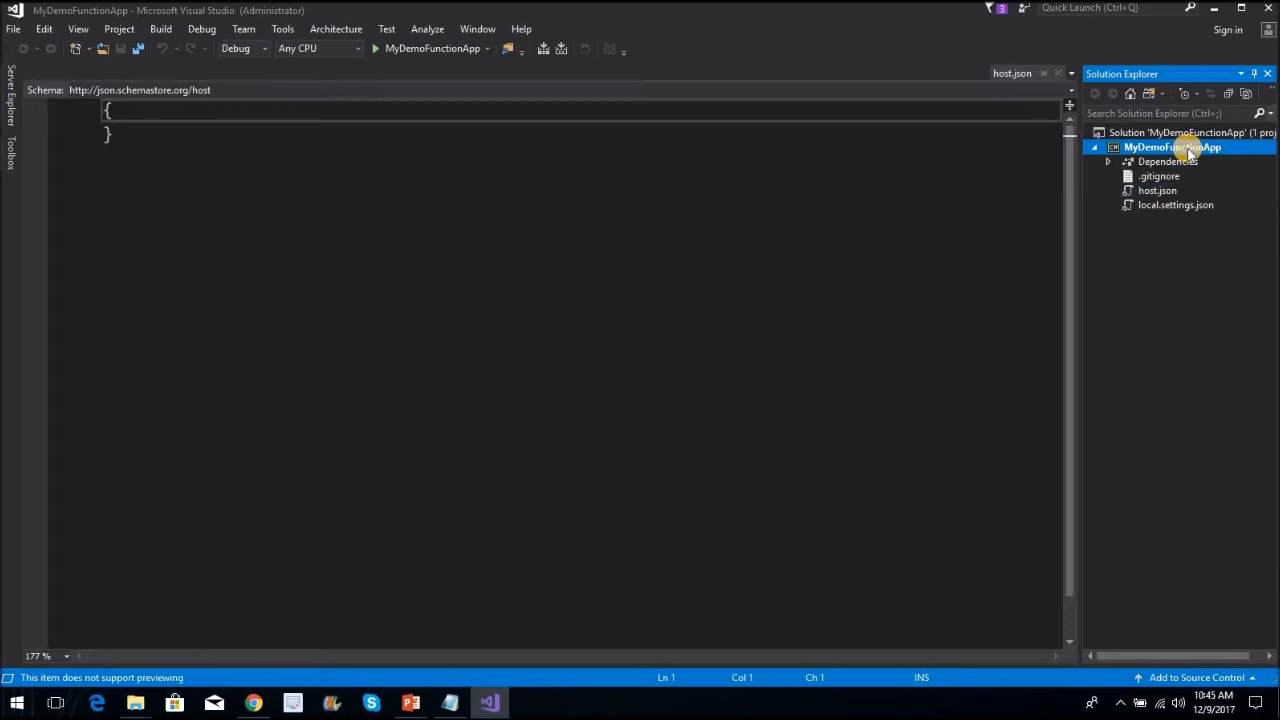 MyDemoFunctionApp - Microsoft Visual Studio (Administrator)
3
Quick Launch (Ctrl+Q)
File Edit View Project Build Debug Team Tools Architecture Test Analyze Window Help
Sign in
Debug Any CPU MyDemoFunctionApp
Server Explorer
Toolbox
host.json
Schema: http://json.schemastore.org/host
{
}
Solution Explorer
Search Solution Explorer (Ctrl+;)
Solution 'MyDemoFunctionApp' (1 proj
C# MyDemoFunctionApp
Dependencies
.gitignore
host.json
local.settings.json
177 %
This item does not support previewing Ln 1 Col 1 Ch 1 INS Add to Source Control
10:45 AM
12/9/2017